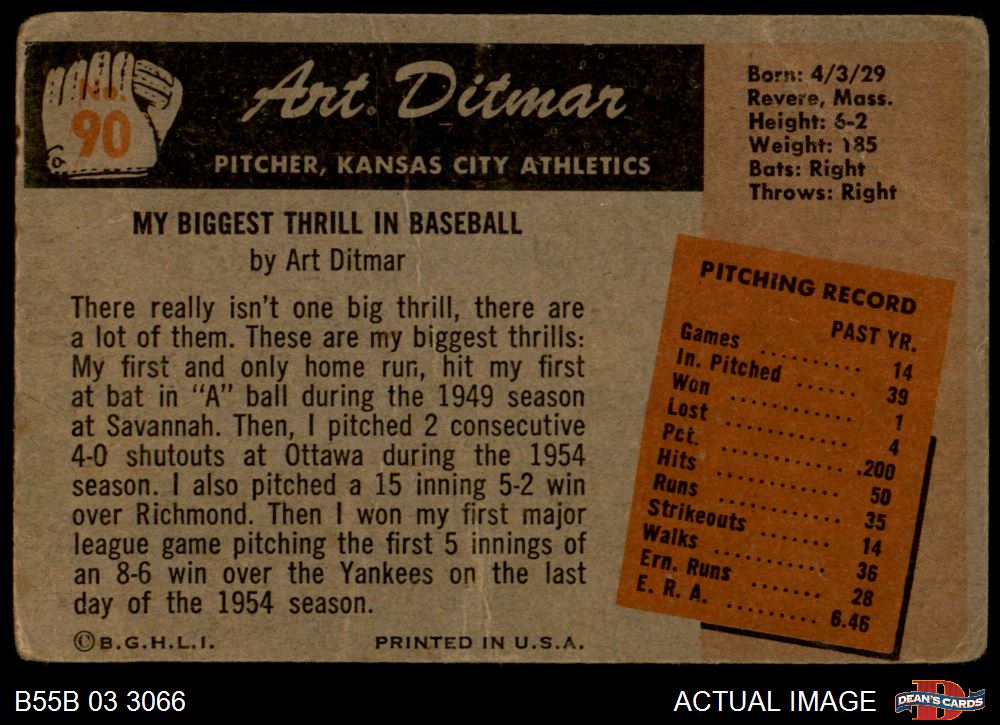 No.
90
Art Ditmar
PITCHER, KANSAS CITY ATHLETICS
Born: 4/3/29
Revere, Mass.
Height: 6-2
Weight: 185
Bats: Right
Throws: Right
MY BIGGEST THRILL IN BASEBALL
by Art Ditmar
There really isn't one big thrill, there are
a lot of them. These are my biggest thrills:
My first and only home run, hit my first
at bat in "A" ball during the 1949 season
at Savannah. Then, I pitched 2 consecutive
4-0 shutouts at Ottawa during the 1954
season. I also pitched a 15 inning 5-2 win
over Richmond. Then I won my first major
league game pitching the first 5 innings of
an 8-6 win over the Yankees on the last
day of the 1954 season.
©B.G.H.L.I. PRINTED IN U.S.A.
PITCHING RECORD
PAST YR.
Games ........ 14
In. Pitched ...... 39
Won ............ 1
Lost ............ 4
Pct. ............ .200
Hits ............ 50
Runs ............ 35
Strikeouts ....... 14
Walks .......... 36
Ern. Runs ....... 28
E. R. A. ......... 6.46
B55B 03 3066
ACTUAL IMAGE
D
DEAN'S CARDS